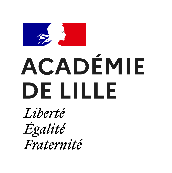 ACADÉMIE
DE LILLE
Liberté
Égalité
Fraternité